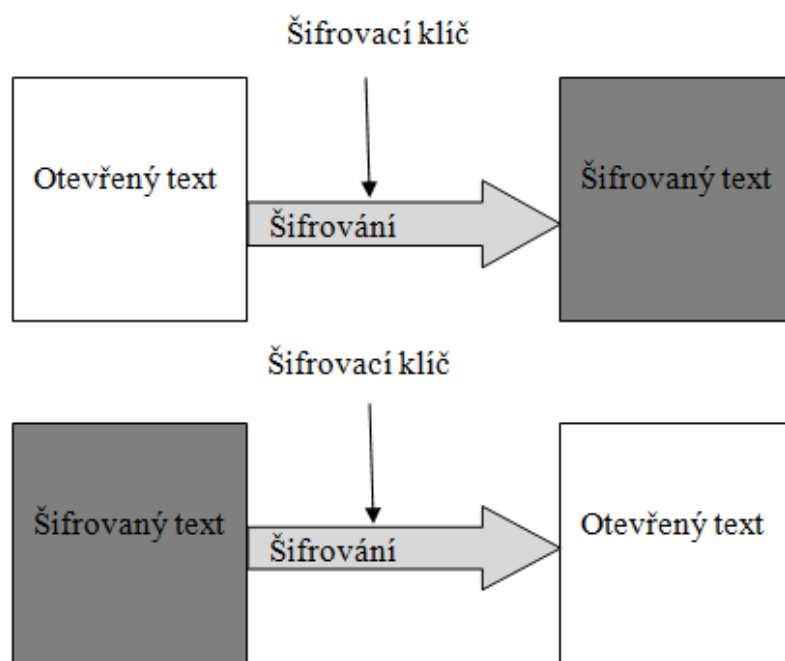 Šifrovací klíč
Otevřený text
Šifrovaný text
Šifrování
Šifrovací klíč
Šifrovaný text
Otevřený text
Šifrování